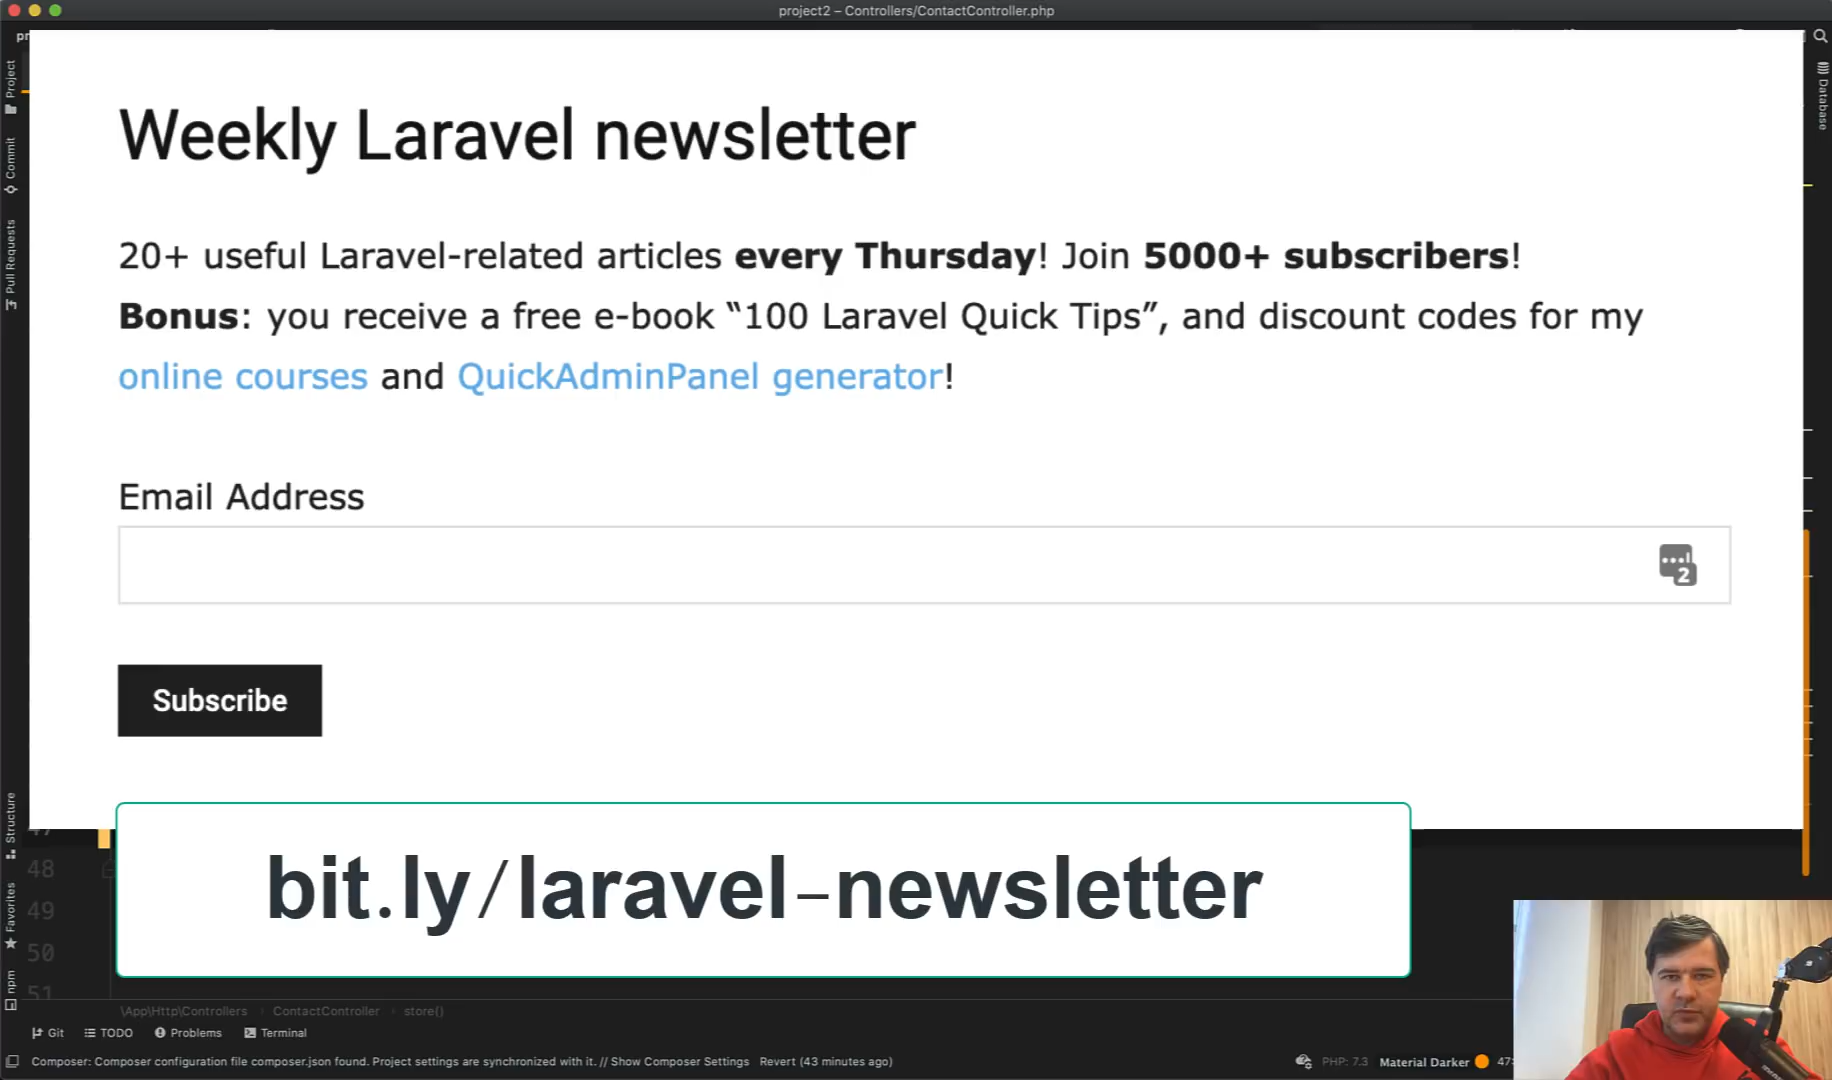 project2 – Controllers/ContactController.php
Project
Commit
Pull Requests
Database
Weekly Laravel newsletter
20+ useful Laravel-related articles every Thursday! Join 5000+ subscribers!
Bonus: you receive a free e-book “100 Laravel Quick Tips”, and discount codes for my
online courses and QuickAdminPanel generator!
Email Address
2
Subscribe
bit.ly/laravel-newsletter
Structure
Favorites
npm
47
48
49
50
51
\App\Http\Controllers › ContactController › store()
Git TODO Problems Terminal
Composer: Composer configuration file composer.json found. Project settings are synchronized with it. // Show Composer Settings Revert (43 minutes ago) PHP: 7.3 Material Darker 47: